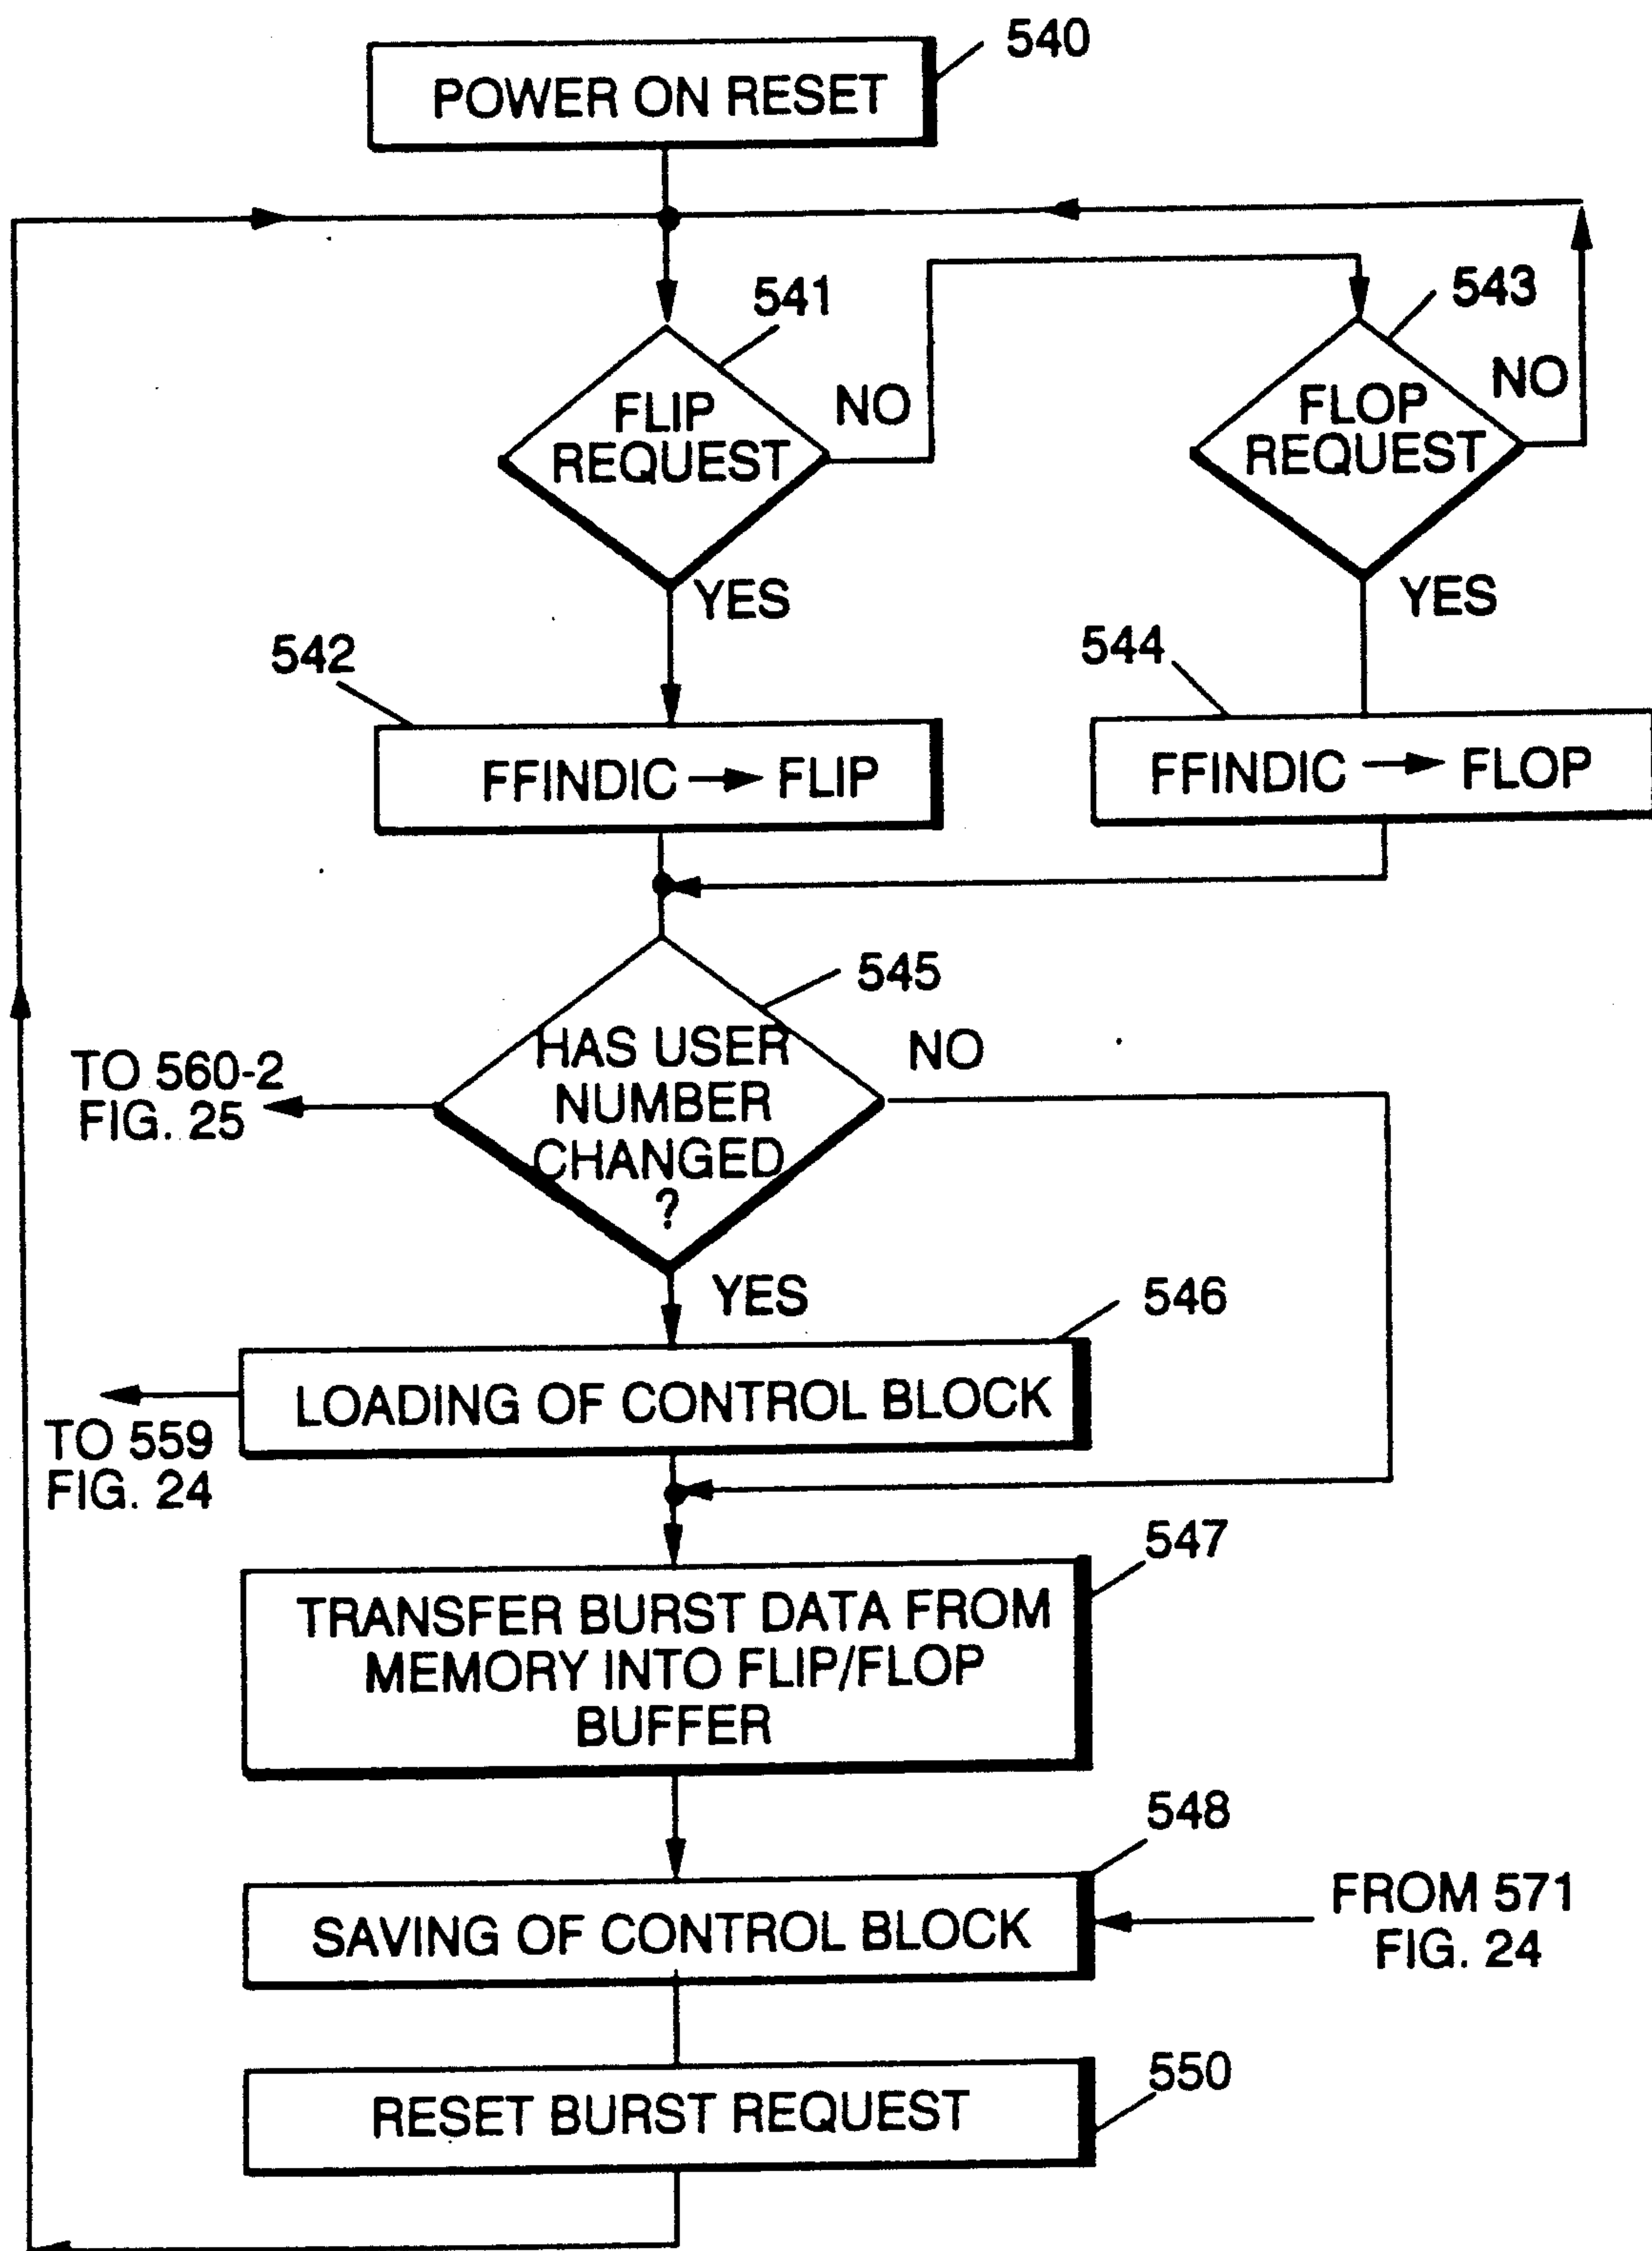 540
POWER ON RESET
541
543
FLIP
REQUEST
NO
FLOP
REQUEST
NO
YES
YES
542
544
FFINDIC → FLIP
FFINDIC → FLOP
545
HAS USER
NUMBER
CHANGED
?
NO
TO 560-2
FIG. 25
YES
546
LOADING OF CONTROL BLOCK
TO 559
FIG. 24
547
TRANSFER BURST DATA FROM
MEMORY INTO FLIP/FLOP
BUFFER
548
SAVING OF CONTROL BLOCK
FROM 571
FIG. 24
550
RESET BURST REQUEST